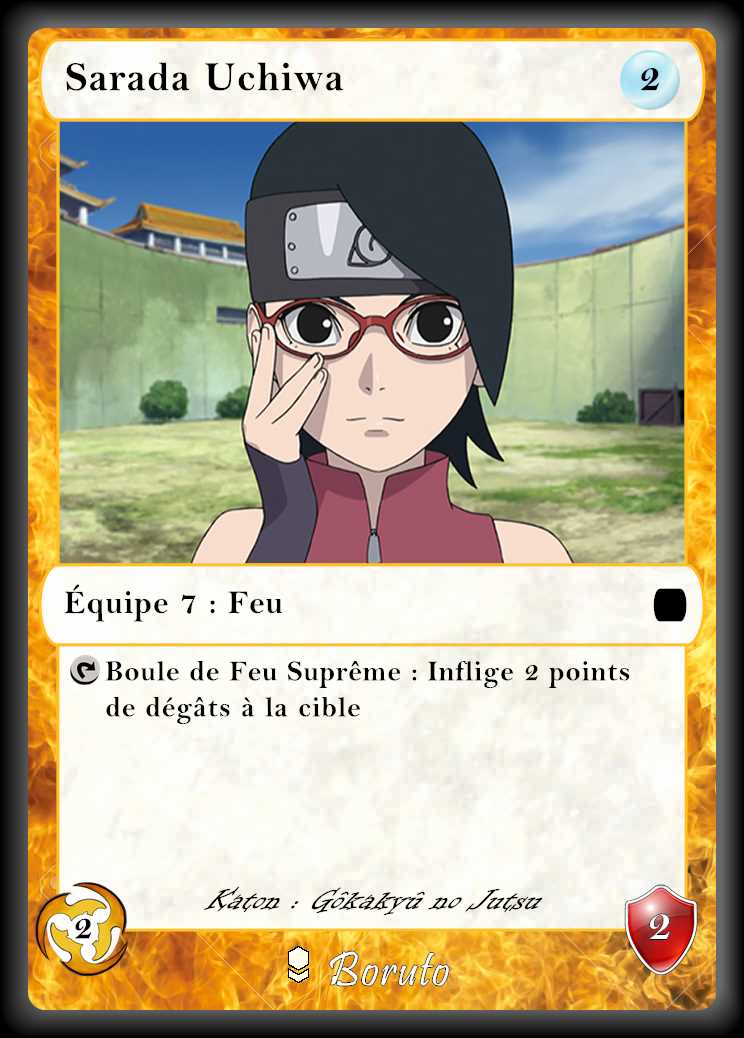 Sarada Uchiwa
2
Équipe 7 : Feu
Boule de Feu Suprême : Inflige 2 points
de dégâts à la cible
Katon : Gôkakyû no Jutsu
2
2
Boruto